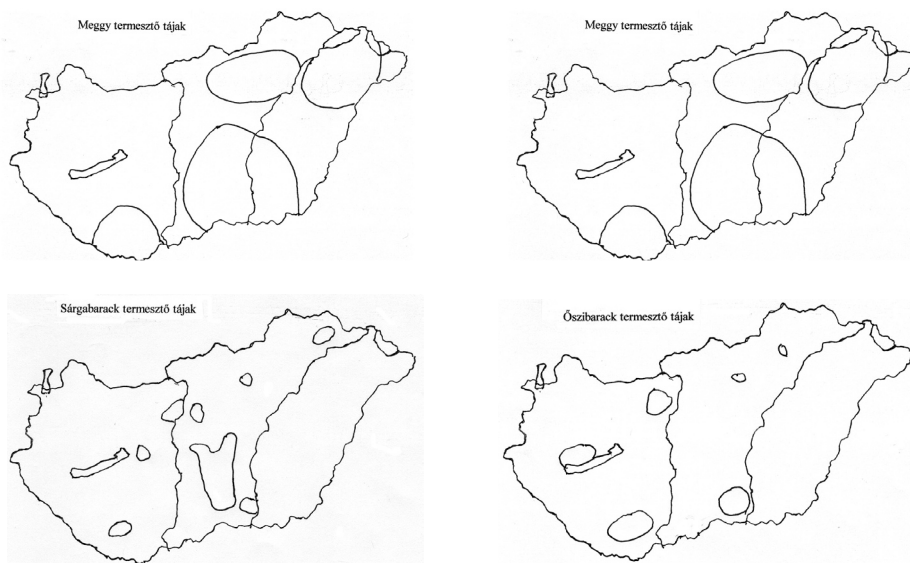 Meggy termesztő tájak
Meggy termesztő tájak
Sárgabarack termesztő tájak
Őszibarack termesztő tájak